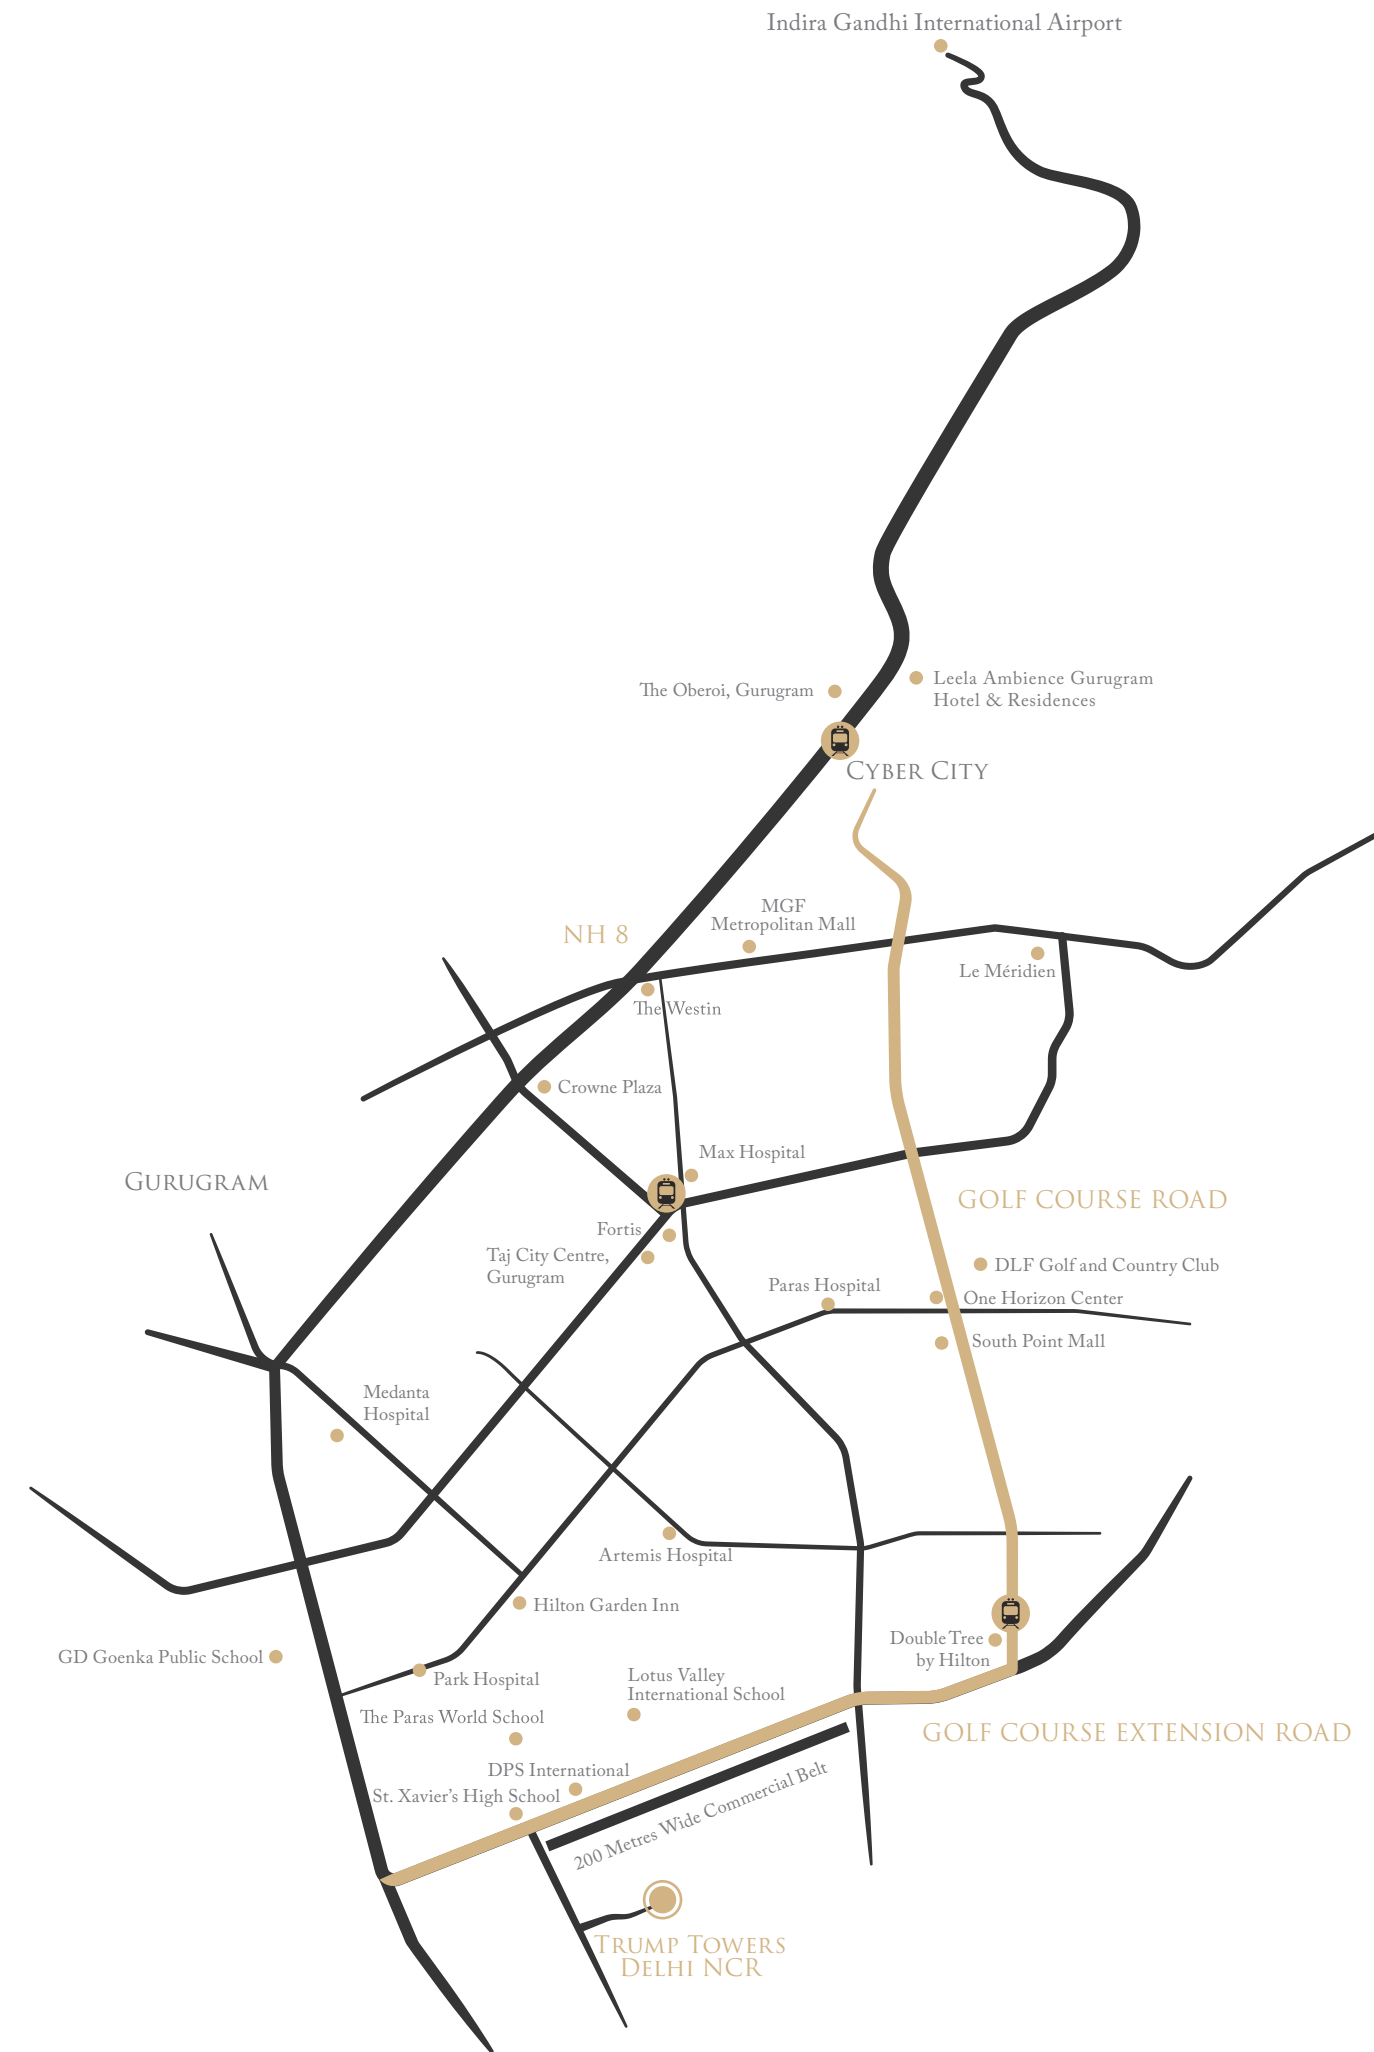 Indira Gandhi International Airport
The Oberoi, Gurugram
Leela Ambience Gurugram
Hotel & Residences
CYBER CITY
NH 8
MGF
Metropolitan Mall
Le Méridien
The Westin
Crowne Plaza
Max Hospital
GURUGRAM
GOLF COURSE ROAD
Fortis
Taj City Centre,
Gurugram
DLF Golf and Country Club
Paras Hospital
One Horizon Center
South Point Mall
Medanta
Hospital
Artemis Hospital
Hilton Garden Inn
Double Tree
by Hilton
GD Goenka Public School
Park Hospital
Lotus Valley
International School
The Paras World School
GOLF COURSE EXTENSION ROAD
DPS International
St. Xavier's High School
200 Metres Wide Commercial Belt
TRUMP TOWERS
DELHI NCR